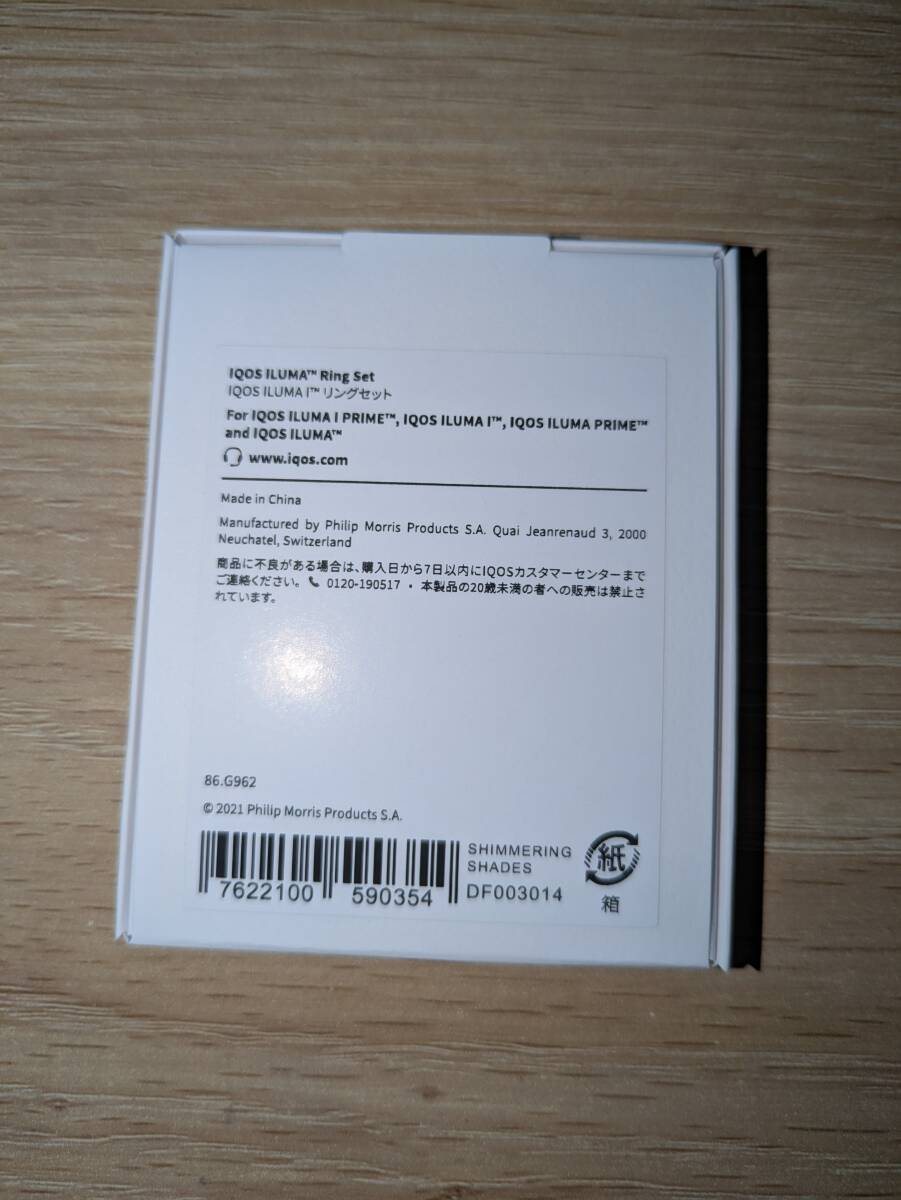 IQOS ILUMA™ Ring Set
IQOS ILUMA I™ リングセット
For IQOS ILUMA I PRIME™, IQOS ILUMA I™, IQOS ILUMA PRIME™
and IQOS ILUMA™
www.iqos.com
Made in China
Manufactured by Philip Morris Products S.A. Quai Jeanrenaud 3, 2000
Neuchatel, Switzerland
商品に不良がある場合は、購入日から7日以内にIQOSカスタマーセンターまで
ご連絡ください。 0120-190517 • 本製品の20歳未満の者への販売は禁止さ
れています。
86.G962
© 2021 Philip Morris Products S.A.
7622100 590354
SHIMMERING
SHADES
DF003014
紙
箱